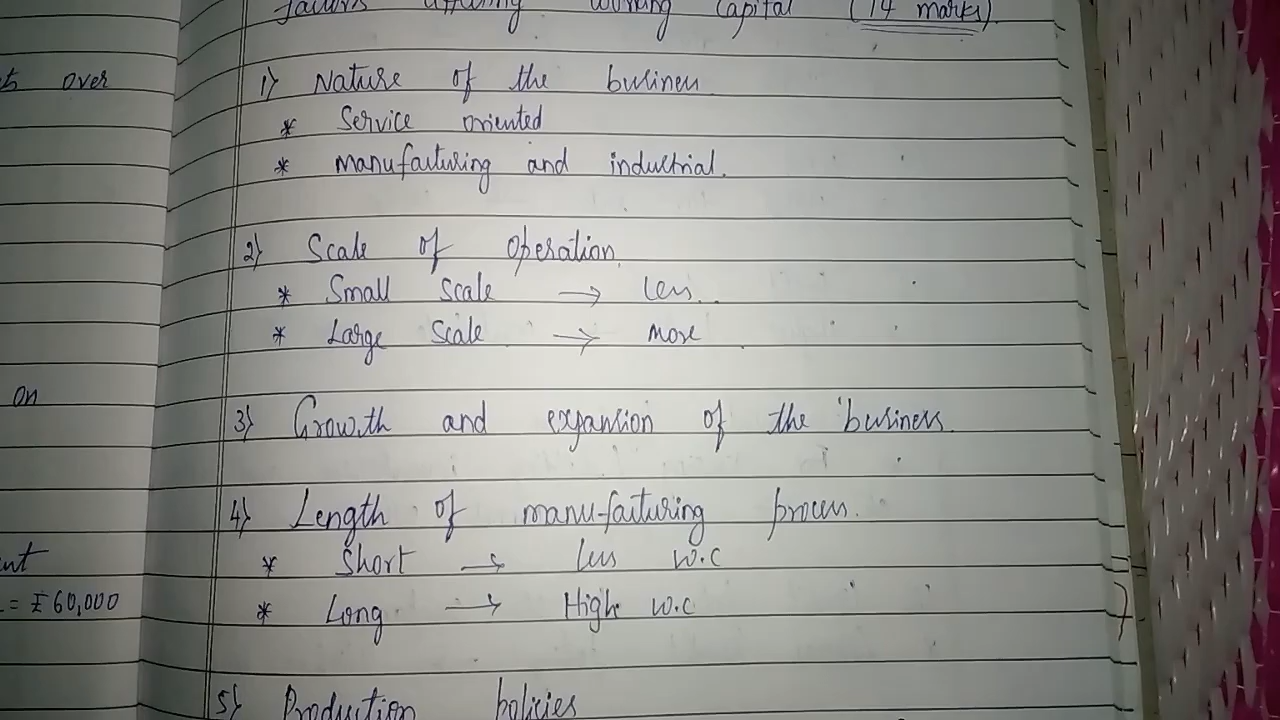 Factors affecting working capital (14 marks)
1) Nature of the business
* Service oriented
* manufacturing and industrial.
2) Scale of operation.
* Small scale → less.
* Large scale → more
3) Growth and expansion of the business.
4) Length of manufacturing process.
* Short → less w.c
* Long → High w.c
5) Production policies
over
on
= ₹60,000